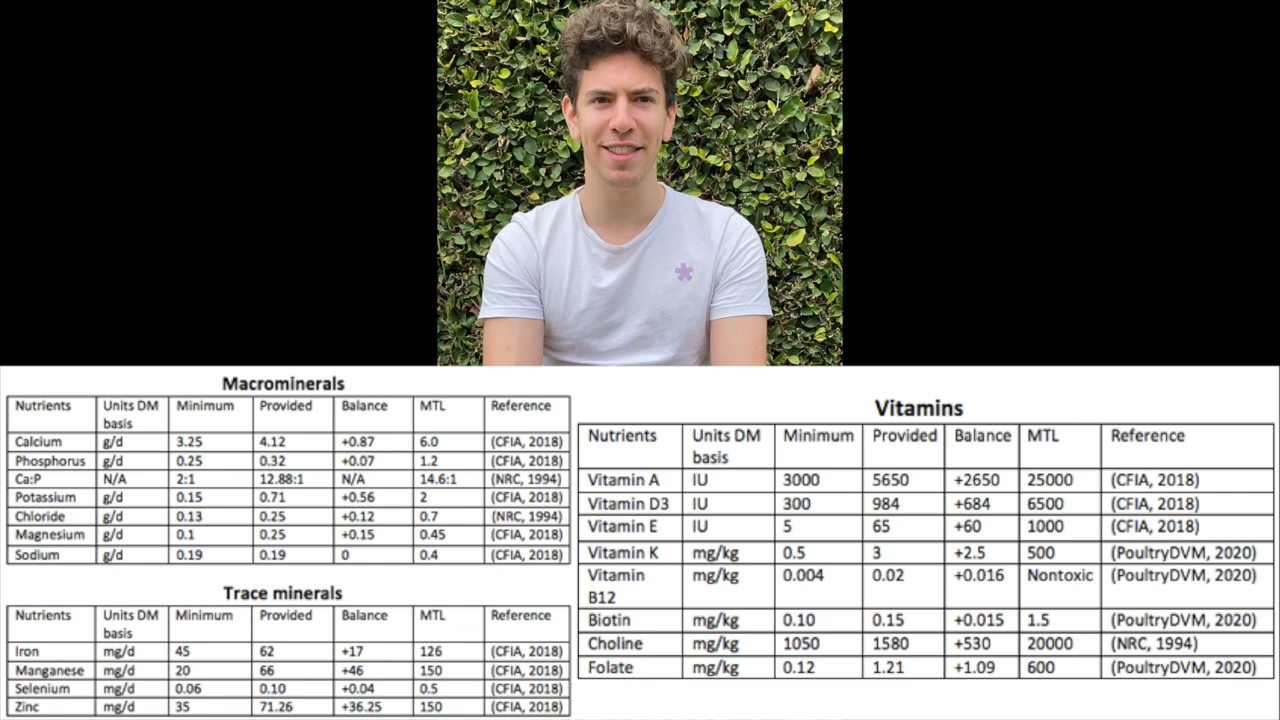 Macrominerals
Nutrients Units DM basis Minimum Provided Balance MTL Reference
Calcium g/d 3.25 4.12 +0.87 6.0 (CFIA, 2018)
Phosphorus g/d 0.25 0.32 +0.07 1.2 (CFIA, 2018)
Ca:P N/A 2:1 12.88:1 N/A 14.6:1 (NRC, 1994)
Potassium g/d 0.15 0.71 +0.56 2 (CFIA, 2018)
Chloride g/d 0.13 0.25 +0.12 0.7 (NRC, 1994)
Magnesium g/d 0.1 0.25 +0.15 0.45 (CFIA, 2018)
Sodium g/d 0.19 0.19 0 0.4 (CFIA, 2018)
Trace minerals
Nutrients Units DM basis Minimum Provided Balance MTL Reference
Iron mg/d 45 62 +17 126 (CFIA, 2018)
Manganese mg/d 20 66 +46 150 (CFIA, 2018)
Selenium mg/d 0.06 0.10 +0.04 0.5 (CFIA, 2018)
Zinc mg/d 35 71.26 +36.25 150 (CFIA, 2018)
Vitamins
Nutrients Units DM basis Minimum Provided Balance MTL Reference
Vitamin A IU 3000 5650 +2650 25000 (CFIA, 2018)
Vitamin D3 IU 300 984 +684 6500 (CFIA, 2018)
Vitamin E IU 5 65 +60 1000 (CFIA, 2018)
Vitamin K mg/kg 0.5 3 +2.5 500 (PoultryDVM, 2020)
Vitamin B12 mg/kg 0.004 0.02 +0.016 Nontoxic (PoultryDVM, 2020)
Biotin mg/kg 0.10 0.15 +0.015 1.5 (PoultryDVM, 2020)
Choline mg/kg 1050 1580 +530 20000 (NRC, 1994)
Folate mg/kg 0.12 1.21 +1.09 600 (PoultryDVM, 2020)